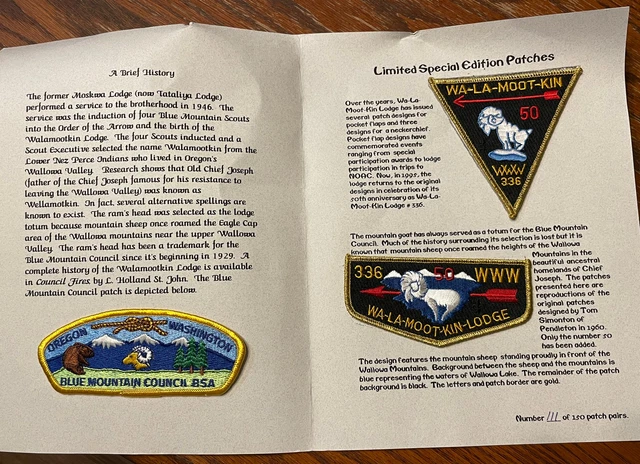 A Brief History
The former Moskwa Lodge (now Tataliya Lodge)
performed a service to the brotherhood in 1946. The
service was the induction of four Blue Mountain Scouts
into the Order of the Arrow and the birth of the
Walamootkin Lodge. The four Scouts inducted and a
Scout Executive selected the name Walamootkin from the
Lower Nez Perce Indians who lived in Oregon's
Wallowa Valley. Research shows that Old Chief Joseph
(father of the Chief Joseph famous for his resistance to
leaving the Wallowa Valley) was known as
Wellamotkin. In fact, several alternative spellings are
known to exist. The ram's head was selected as the lodge
totum because mountain sheep once roamed the Eagle Cap
area of the Wallowa mountains near the upper Wallowa
Valley. The ram's head has been a trademark for the
Blue Mountain Council since it's beginning in 1929. A
complete history of the Walamootkin Lodge is available
in Council Fires by L. Holland St. John. The Blue
Mountain Council patch is depicted below.
OREGON WASHINGTON
BLUE MOUNTAIN COUNCIL BSA
Limited Special Edition Patches
Over the years, Wa-La-
Moot-Kin Lodge has issued
several patch designs for
pocket flaps and three
designs for a neckerchief.
Pocket flap designs have
commemorated events
ranging from special
participation awards to lodge
participation in trips to
NOAC. Now, in 1995, the
lodge returns to the original
designs in celebration of its
50th anniversary as Wa-La-
Moot-Kin Lodge #336.
WA-LA-MOOT-KIN
50
WWW
336
The mountain goat has always served as a totum for the Blue Mountain
Council. Much of the history surrounding its selection is lost but it is
known that mountain sheep once roamed the heights of the Wallowa
Mountains in the
beautiful ancestral
homelands of Chief
Joseph. The patches
presented here are
reproductions of the
original patches
designed by Tom
Simonton of
Pendleton in 1960.
Only the number 50
has been added.
336 50 WWW
WA-LA-MOOT-KIN-LODGE
The design features the mountain sheep standing proudly in front of the
Wallowa Mountains. Background between the sheep and the mountains is
blue representing the waters of Wallowa Lake. The remainder of the patch
background is black. The letters and patch border are gold.
Number 111 of 150 patch pairs.